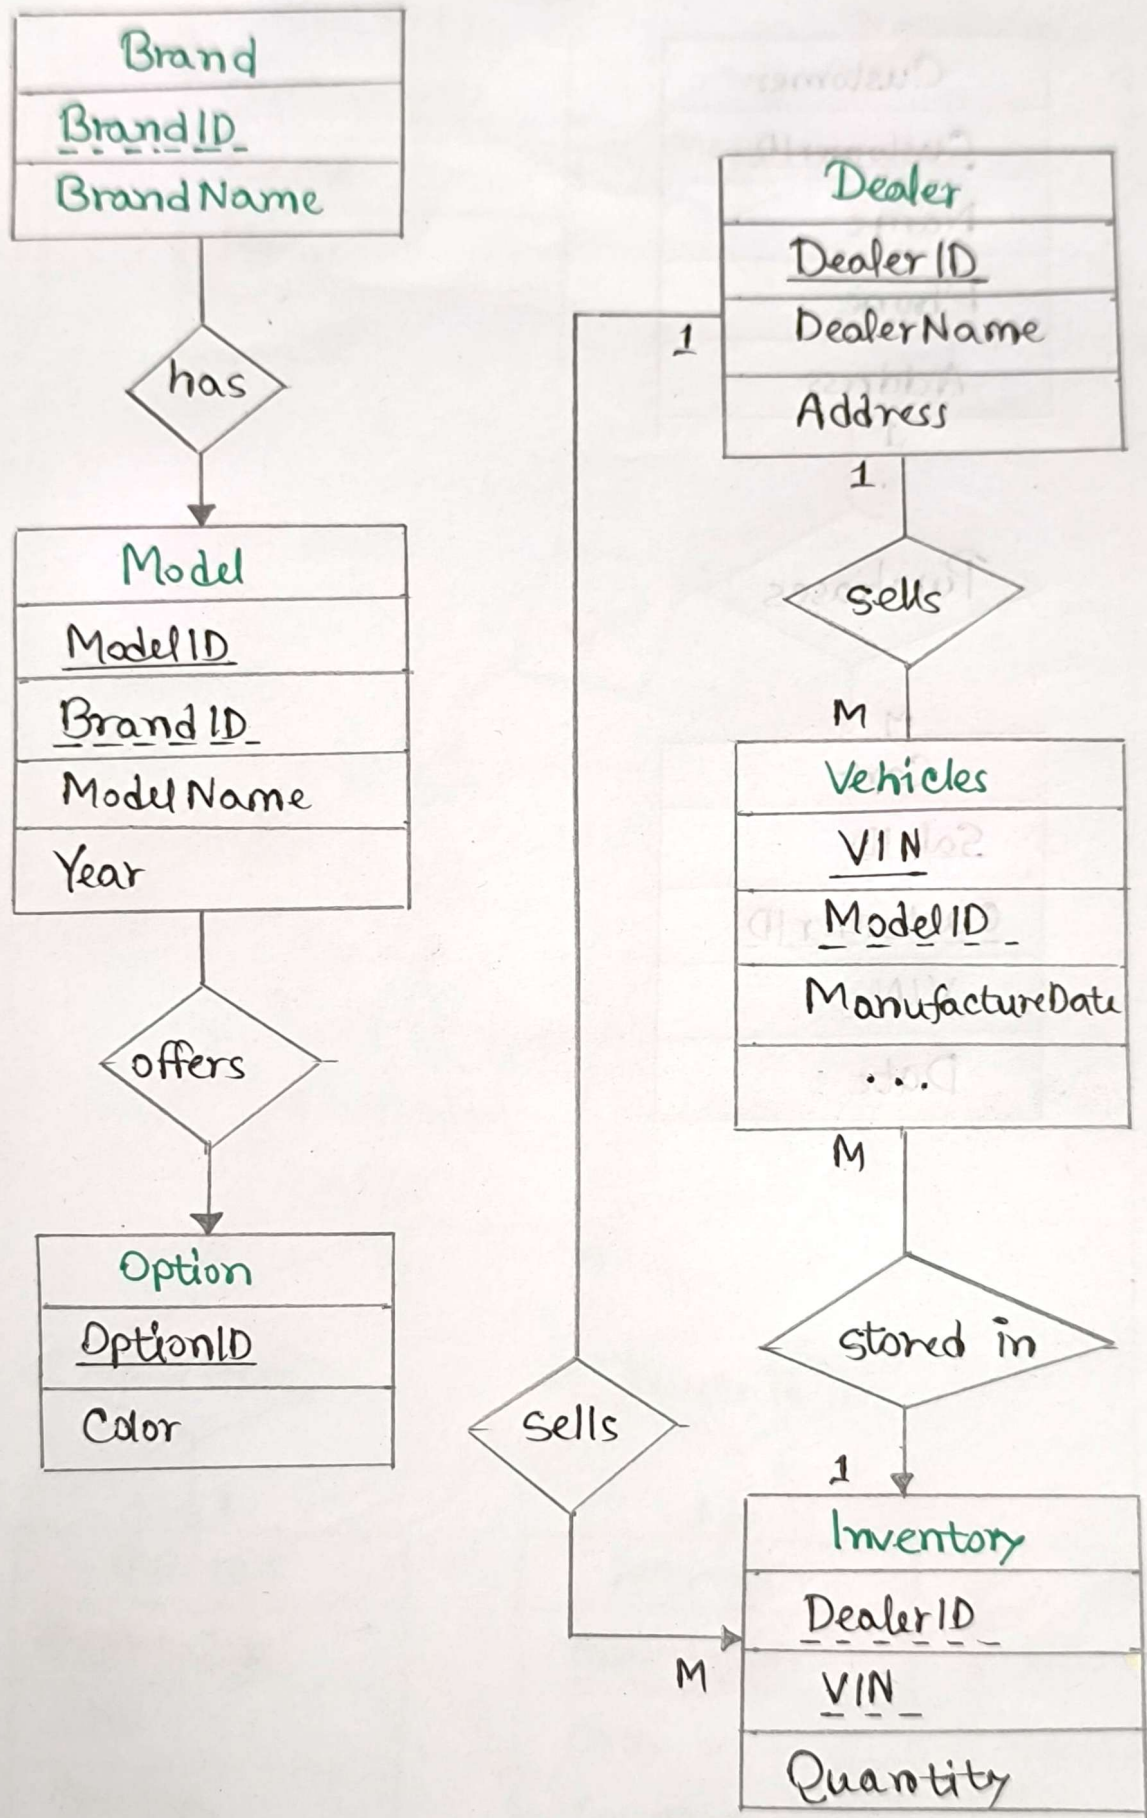 Brand
BrandID
BrandName
has
Model
ModelID
BrandID
ModelName
Year
offers
Option
OptionID
Color
Dealer
DealerID
DealerName
Address
1
1
sells
M
Vehicles
VIN
ModelID
ManufactureDate
...
M
stored in
1
sells
M
Inventory
DealerID
VIN
Quantity